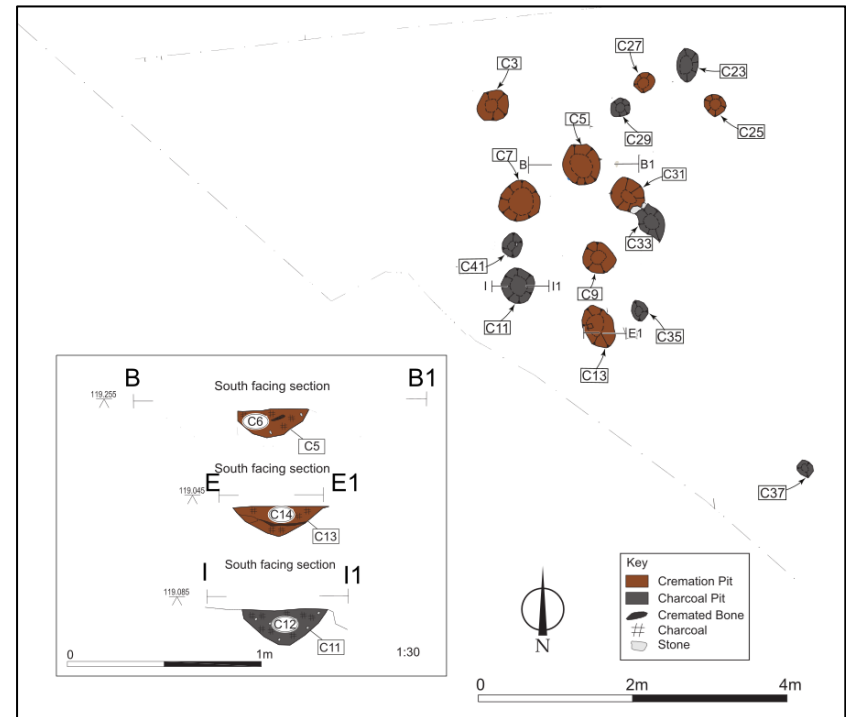 C27
C23
C3
C5
C29
C25
C7
B
B1
C31
C33
C41
I
I1
C9
C11
E1
C35
C13
C37
B
B1
South facing section
119.255
C6
C5
South facing section
E
E1
119.045
C14
C13
South facing section
I
I1
119.085
C12
C11
0
1m
1:30
N
Key
Cremation Pit
Charcoal Pit
Cremated Bone
Charcoal
Stone
0
2m
4m